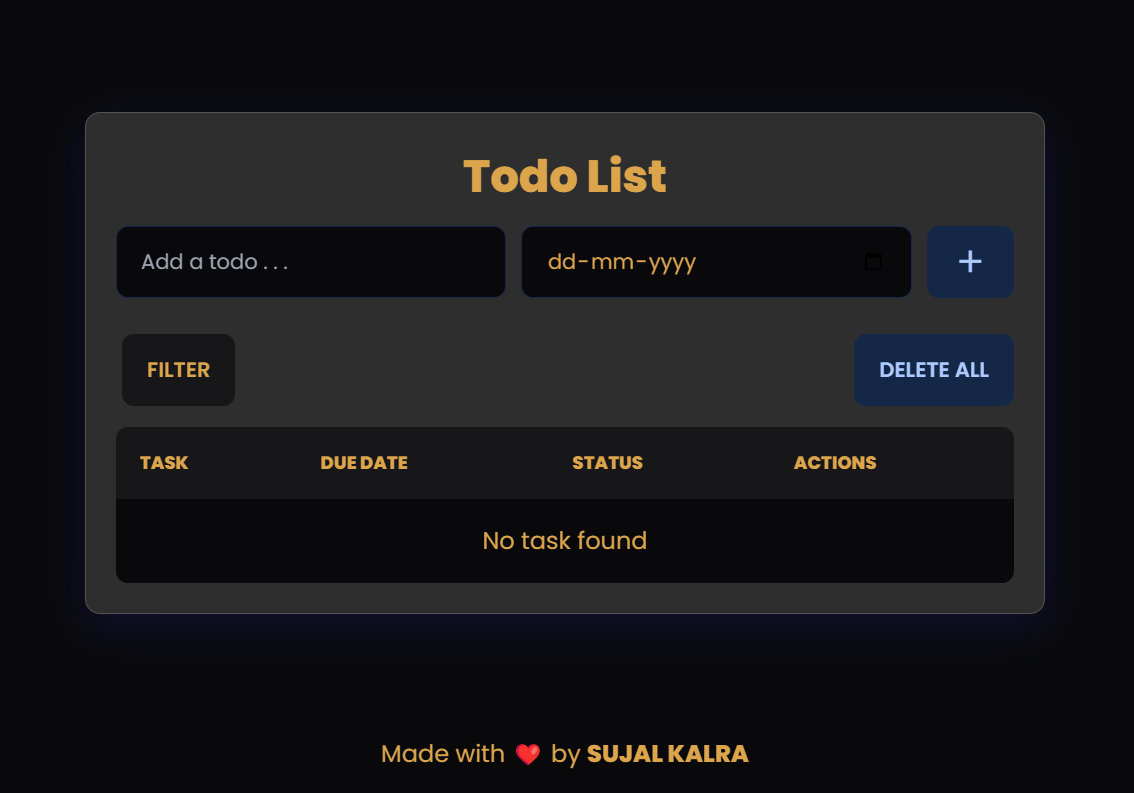 Todo List
Add a todo . . .
dd-mm-yyyy
+
FILTER
DELETE ALL
TASK DUE DATE STATUS ACTIONS
No task found
Made with ❤️ by SUJAL KALRA